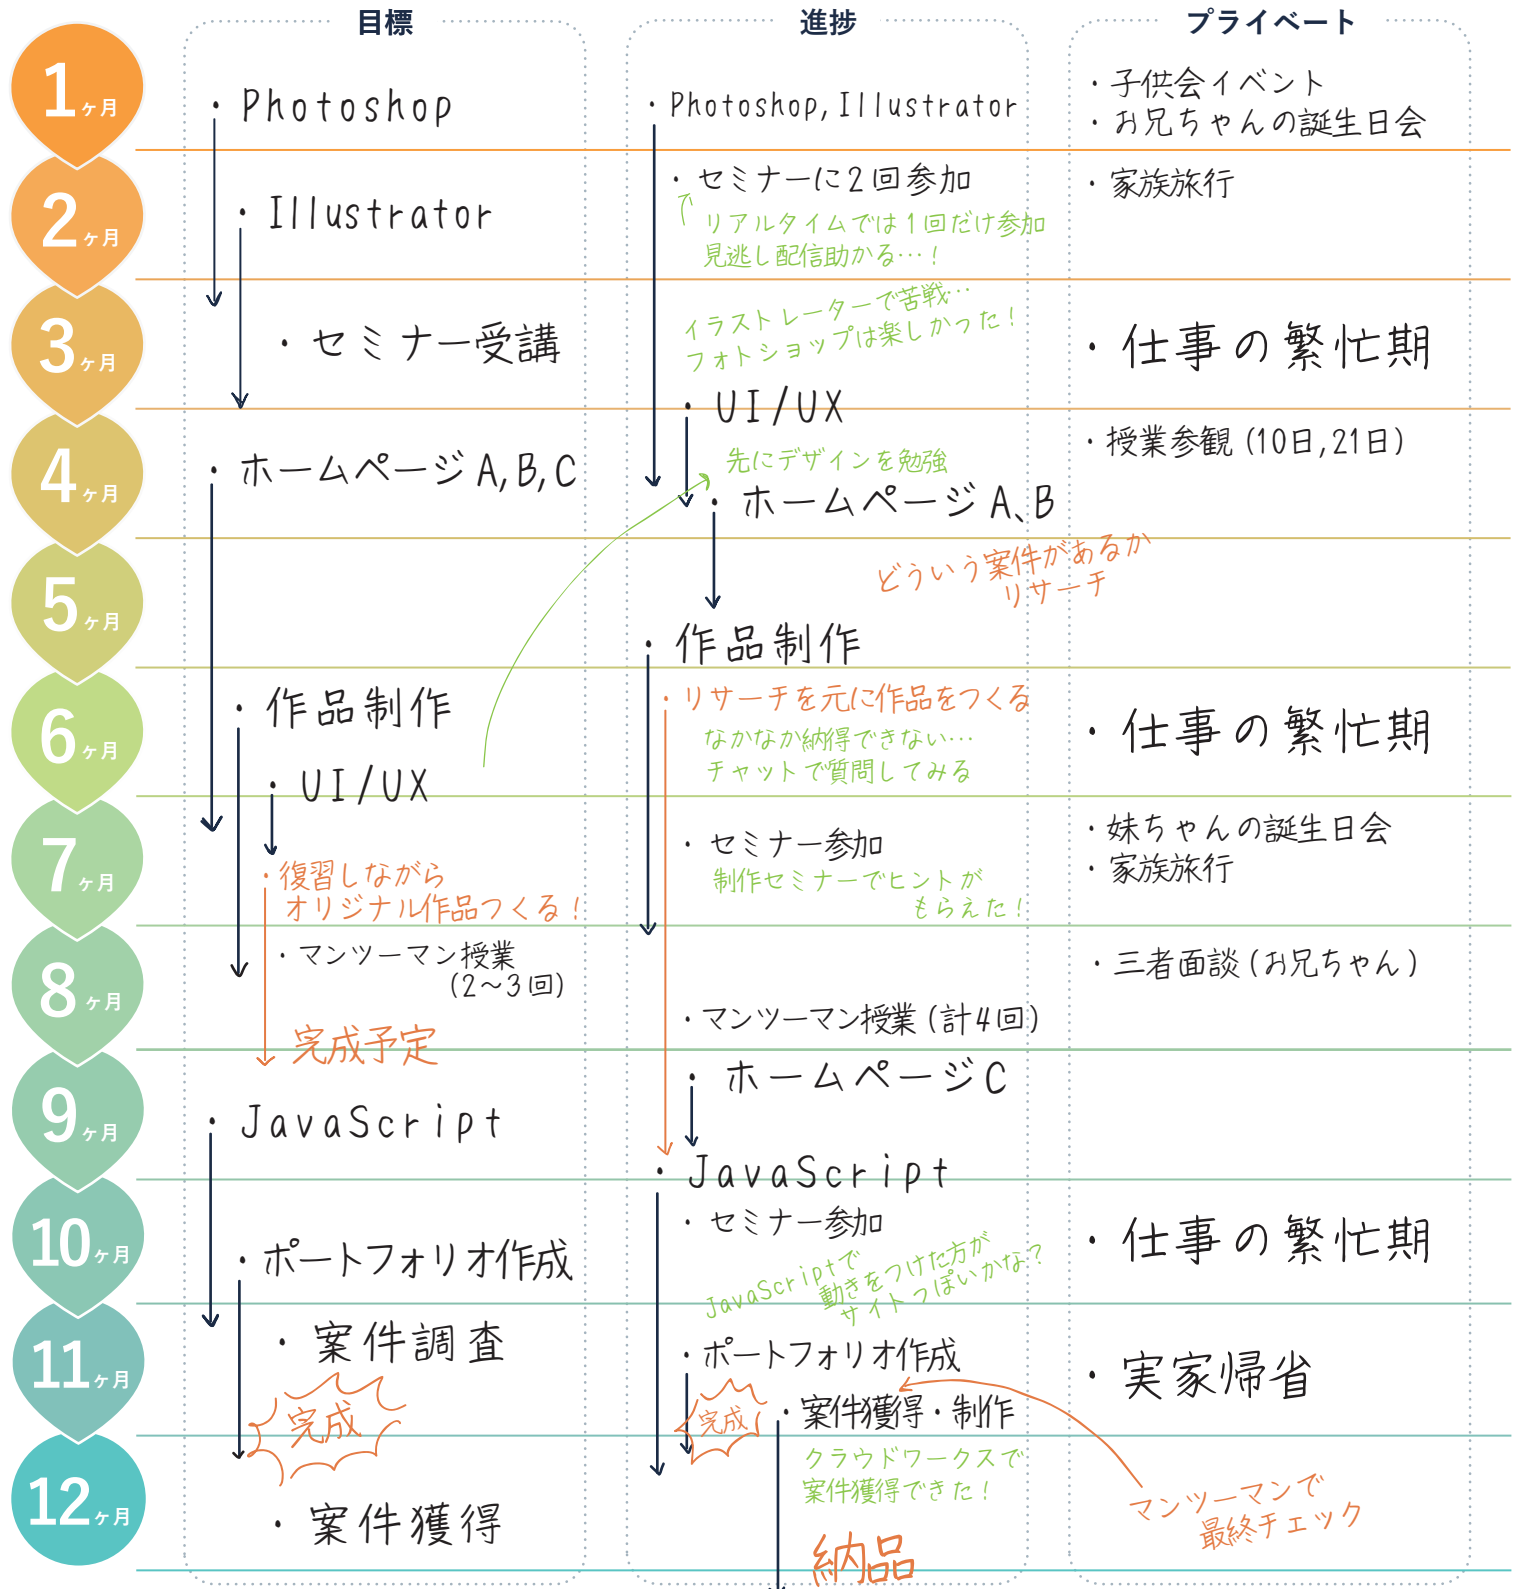 目標
進捗
プライベート
1ヶ月
・Photoshop
・Photoshop, Illustrator
・子供会イベント
・お兄ちゃんの誕生日会
2ヶ月
・Illustrator
・セミナーに2回参加
リアルタイムでは1回だけ参加
見逃し配信助かる…！
・家族旅行
3ヶ月
・セミナー受講
イラストレーターで苦戦…
フォトショップは楽しかった！
・UI/UX
・仕事の繁忙期
4ヶ月
・ホームページA,B,C
先にデザインを勉強
・ホームページA、B
・授業参観(10日,21日)
5ヶ月
どういう案件があるか
リサーチ
・作品制作
6ヶ月
・作品制作
・UI/UX
・リサーチを元に作品をつくる
なかなか納得できない…
チャットで質問してみる
・仕事の繁忙期
7ヶ月
・復習しながら
オリジナル作品つくる！
・セミナー参加
制作セミナーでヒントが
もらえた！
・妹ちゃんの誕生日会
・家族旅行
8ヶ月
・マンツーマン授業
(2～3回)
完成予定
・マンツーマン授業(計4回)
・三者面談(お兄ちゃん)
9ヶ月
・JavaScript
・ホームページC
・JavaScript
10ヶ月
・ポートフォリオ作成
・セミナー参加
JavaScriptで
動きをつけた方が
サイトっぽいかな？
・仕事の繁忙期
11ヶ月
・案件調査
完成
・ポートフォリオ作成
完成
・案件獲得・制作
・実家帰省
12ヶ月
・案件獲得
クラウドワークスで
案件獲得できた！
納品
マンツーマンで
最終チェック